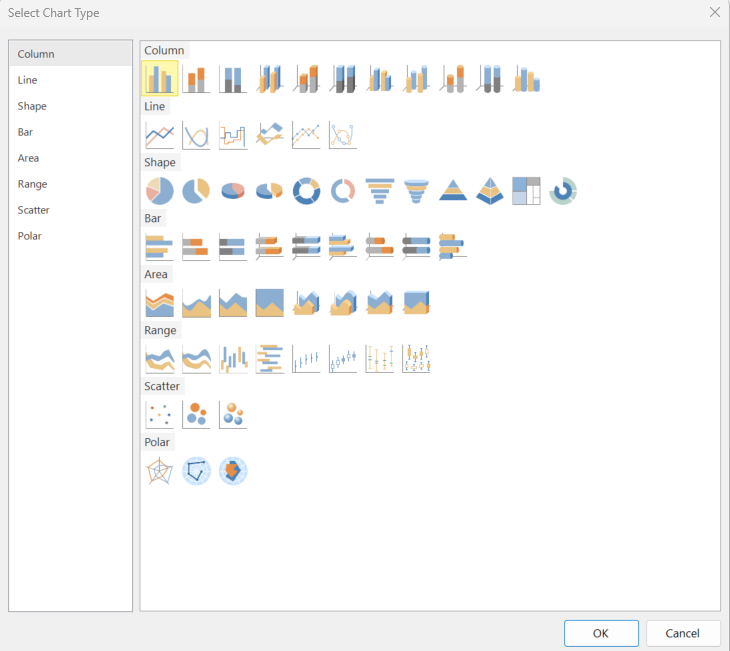 Select Chart Type
Column
Line
Shape
Bar
Area
Range
Scatter
Polar
Column
Line
Shape
Bar
Area
Range
Scatter
Polar
OK
Cancel